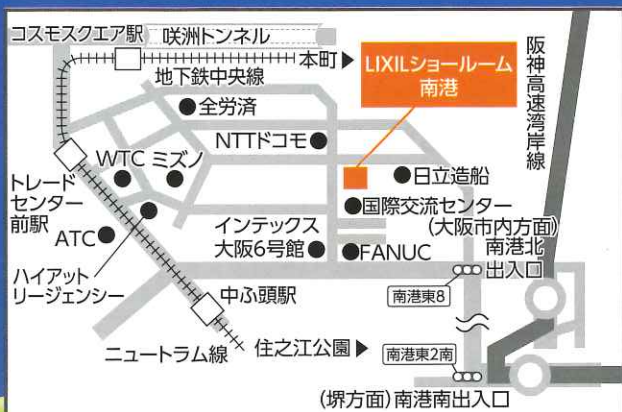 コスモスクエア駅
咲洲トンネル
地下鉄中央線
本町▶
LIXILショールーム
南港
阪神高速湾岸線
全労済
NTTドコモ
WTC
ミズノ
日立造船
トレード
センター
前駅
国際交流センター
ATC
インテックス
大阪6号館
FANUC
(大阪市内方面)
南港北
出入口
ハイアット
リージェンシー
中ふ頭駅
南港東8
ニュートラム線
住之江公園▶
南港東2南
(堺方面)南港南出入口